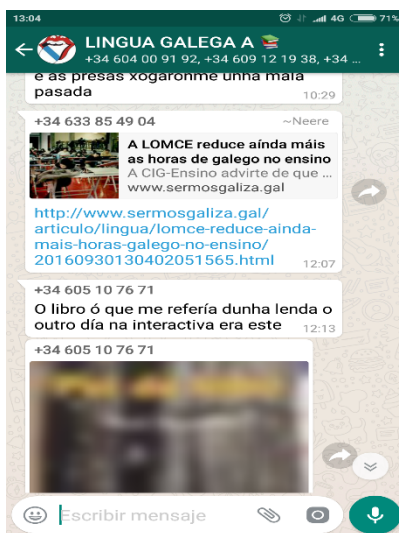 13:04
4G 71%
LINGUA GALEGA A
+34 604 00 91 92, +34 609 12 19 38, +34 ...
e as presas xogáronme unha mala
pasada
10:29
+34 633 85 49 04 ~Neere
A LOMCE reduce aínda máis
as horas de galego no ensino
A CIG-Ensino advirte de que ...
www.sermosgaliza.gal
http://www.sermosgaliza.gal/
articulo/lingua/lomce-reduce-ainda-
mais-horas-galego-no-ensino/
20160930130402051565.html
12:07
+34 605 10 76 71
O libro ó que me refería dunha lenda o
outro día na interactiva era este
12:13
+34 605 10 76 71
Escribir mensaje